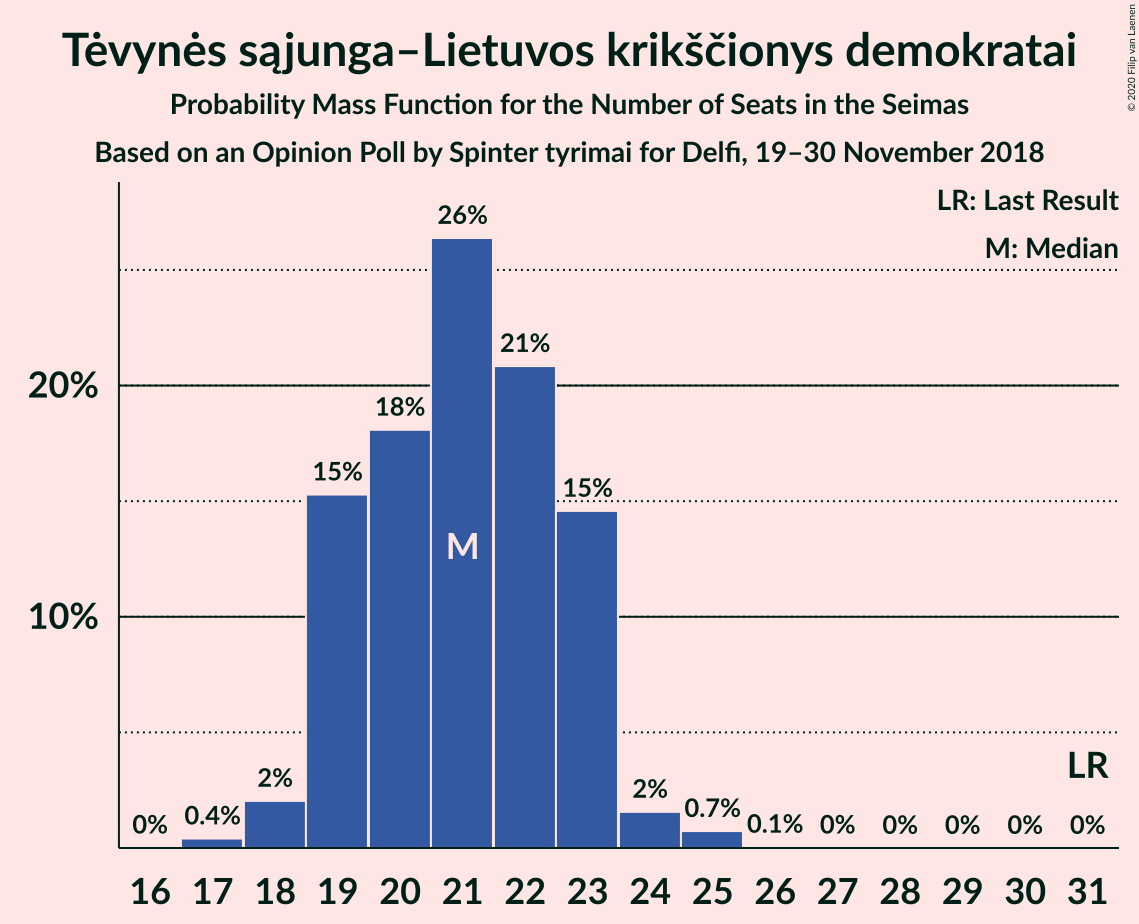 Tėvynės sąjunga–Lietuvos krikščionys demokratai
Probability Mass Function for the Number of Seats in the Seimas
Based on an Opinion Poll by Spinter tyrimai for Delfi, 19–30 November 2018
© 2020 Filip van Laenen
LR: Last Result
M: Median
26%
21%
20%
18%
15%
15%
M
10%
LR
2%
2%
0%
0.4%
0.7%
0.1%
0%
0%
0%
0%
0%
16 17 18 19 20 21 22 23 24 25 26 27 28 29 30 31